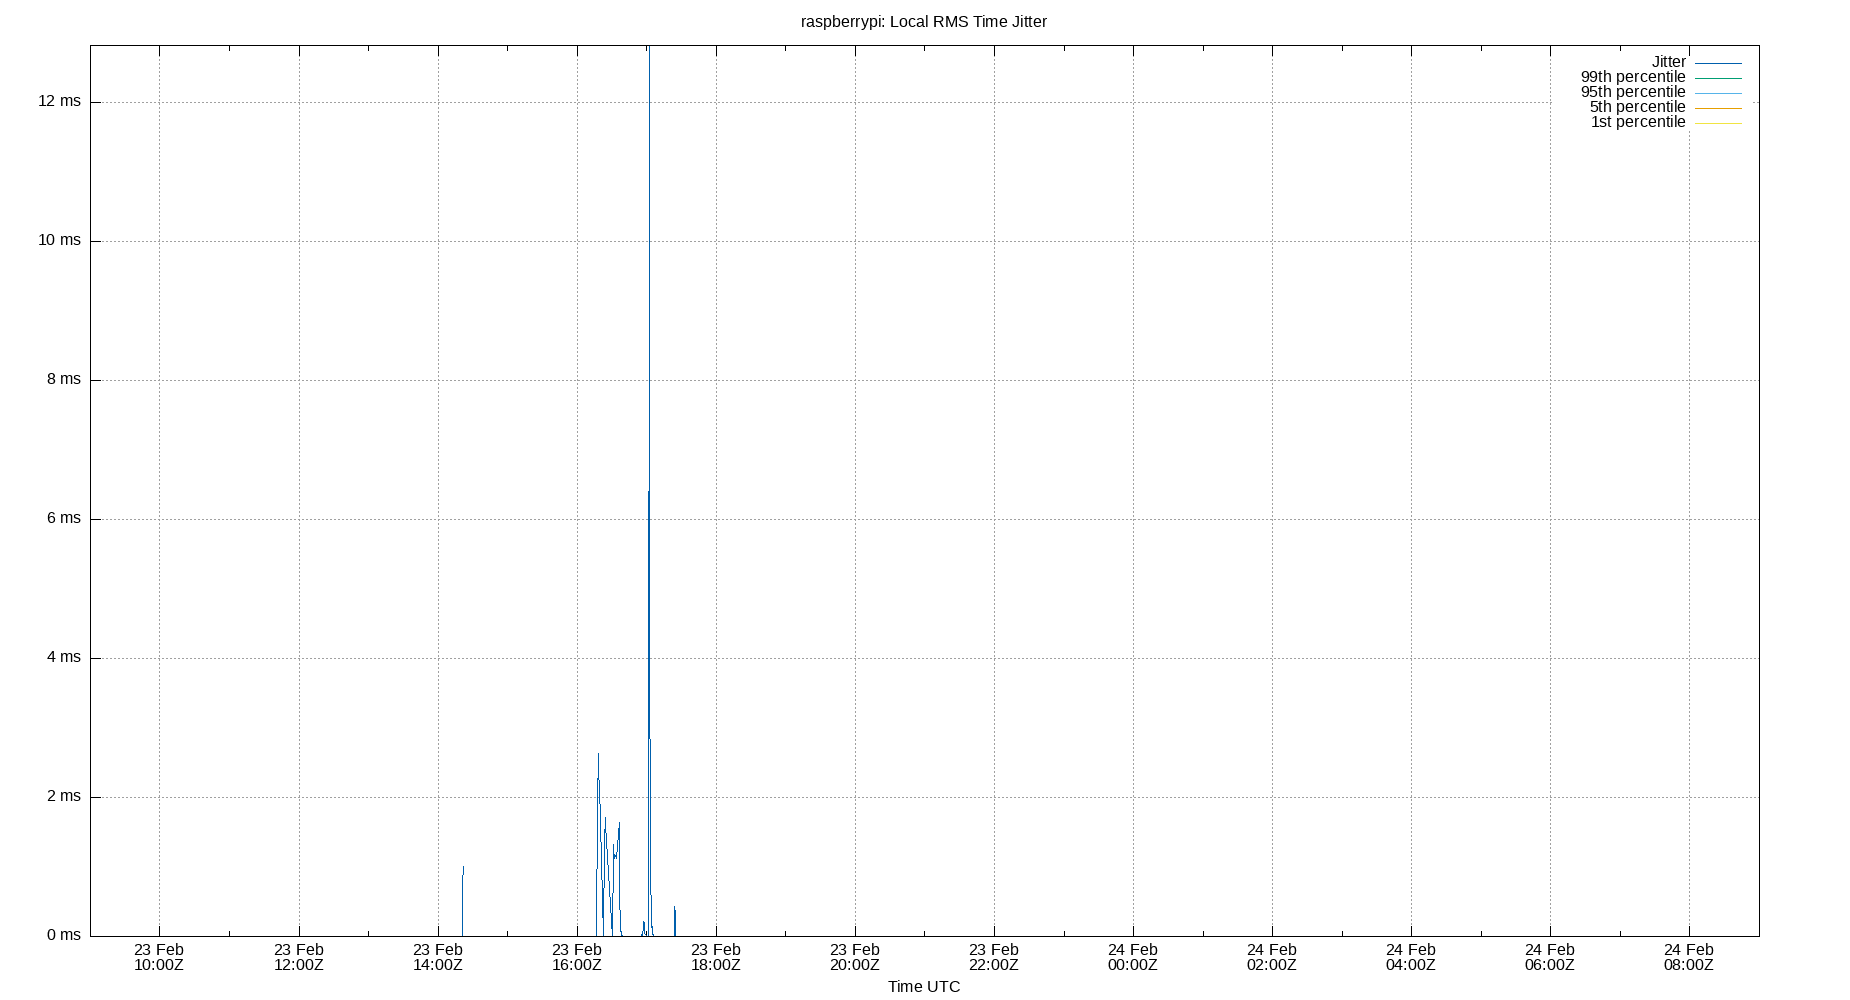 raspberrypi: Local RMS Time Jitter
Jitter
99th percentile
95th percentile
5th percentile
1st percentile
12 ms
10 ms
8 ms
6 ms
4 ms
2 ms
0 ms
23 Feb 23 Feb 23 Feb 23 Feb 23 Feb 23 Feb 23 Feb 24 Feb 24 Feb 24 Feb 24 Feb 24 Feb
10:00Z 12:00Z 14:00Z 16:00Z 18:00Z 20:00Z 22:00Z 00:00Z 02:00Z 04:00Z 06:00Z 08:00Z
Time UTC